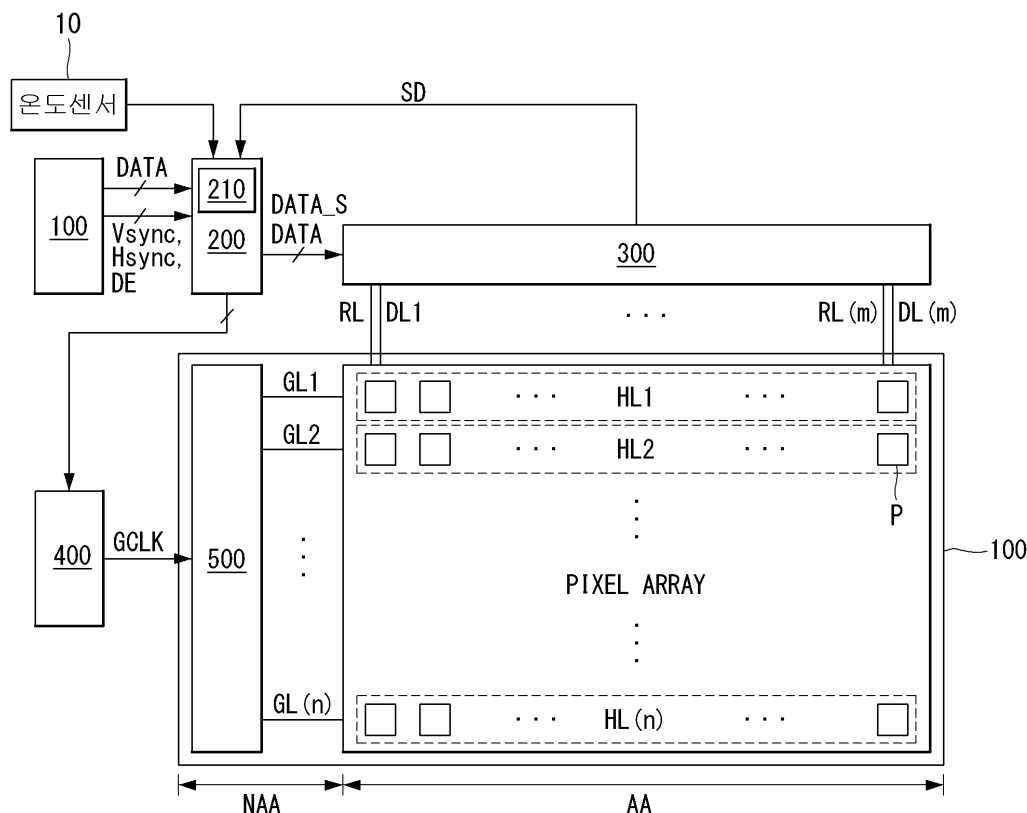 10
온도센서
SD
DATA
210
100
Vsync,
Hsync,
DE
200
DATA_S
DATA
300
RL
DL1
RL(m)
DL(m)
GL1
HL1
GL2
HL2
P
400
GCLK
500
100
PIXEL ARRAY
GL(n)
HL(n)
NAA
AA